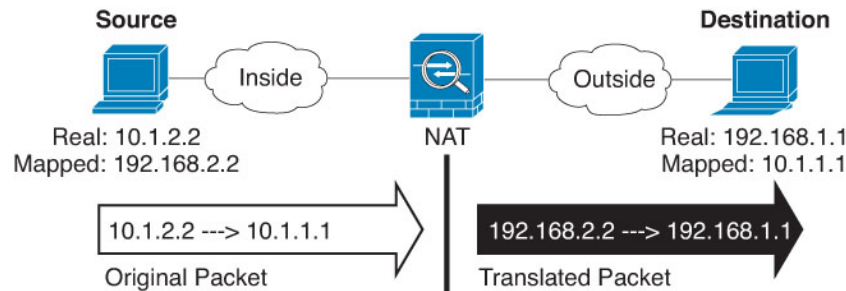 Source
Destination
Inside
Outside
NAT
Real: 10.1.2.2
Mapped: 192.168.2.2
Real: 192.168.1.1
Mapped: 10.1.1.1
10.1.2.2 ---> 10.1.1.1
192.168.2.2 ---> 192.168.1.1
Original Packet
Translated Packet